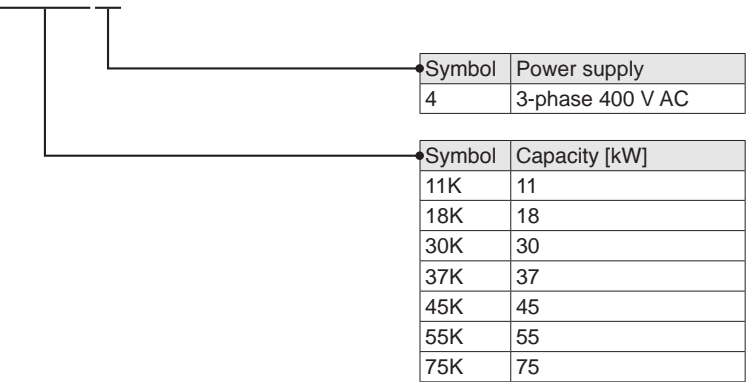 Symbol Power supply
4 3-phase 400 V AC
Symbol Capacity [kW]
11K 11
18K 18
30K 30
37K 37
45K 45
55K 55
75K 75